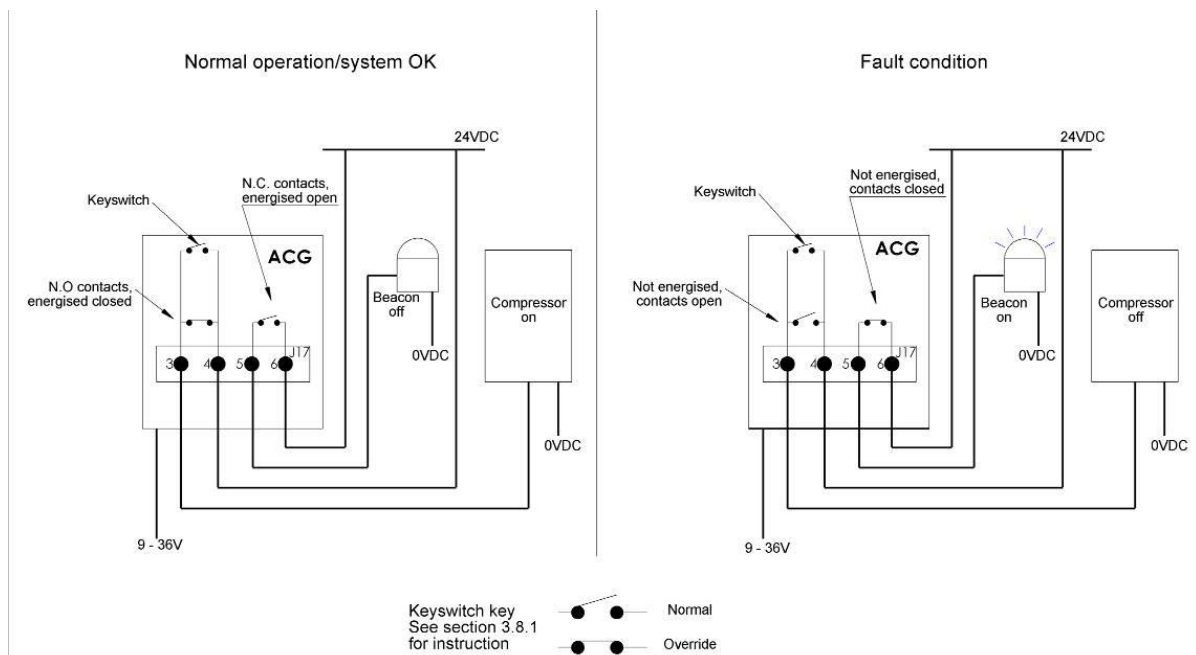 Normal operation/system OK
24VDC
N.C. contacts,
energised open
Keyswitch
ACG
N.O contacts,
energised closed
Beacon
off
Compressor
on
0VDC
J17
3
4
5
6
0VDC
9 - 36V
Fault condition
24VDC
Not energised,
contacts closed
Keyswitch
ACG
Not energised,
contacts open
Beacon
on
Compressor
off
0VDC
J17
3
4
5
6
0VDC
9 - 36V
Keyswitch key
See section 3.8.1
for instruction
Normal
Override